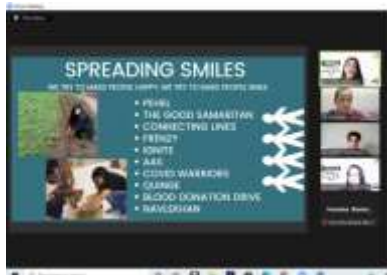 SPREADING SMILES
WE TRY TO MAKE PEOPLE HAPPY, WE TRY TO MAKE PEOPLE SMILE
PEHEL
THE GOOD SAMARITAN
CONNECTING LINES
FRENZY
IGNITE
AAS
COVID WARRIORS
QUINGE
BLOOD DONATION DRIVE